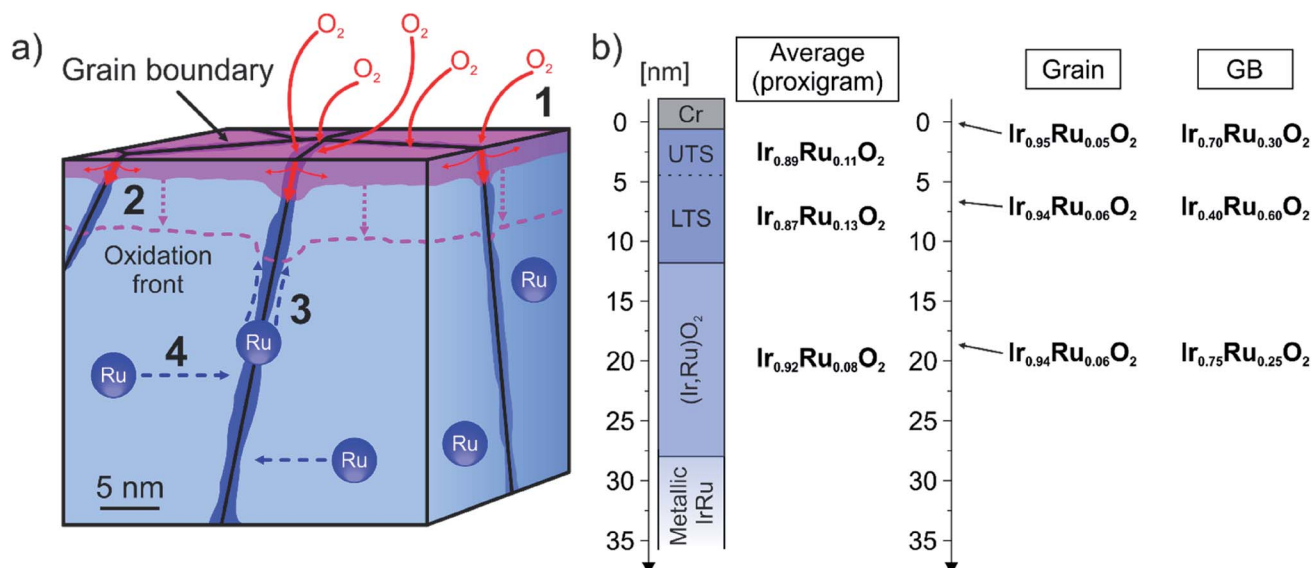 a)
O₂
O₂
O₂
O₂
O₂
Grain boundary
1
2
Oxidation
front
3
4
Ru
Ru
Ru
Ru
Ru
5 nm
b)
[nm]
Average
(proxigram)
Grain
GB
0
5
10
15
20
25
30
35
Cr
UTS
LTS
(Ir,Ru)O₂
Metallic
IrRu
Ir₀.₈₉Ru₀.₁₁O₂
Ir₀.₈₇Ru₀.₁₃O₂
Ir₀.₉₂Ru₀.₀₈O₂
0
5
10
15
20
25
30
35
Ir₀.₉₅Ru₀.₀₅O₂
Ir₀.₇₀Ru₀.₃₀O₂
Ir₀.₉₄Ru₀.₀₆O₂
Ir₀.₄₀Ru₀.₆₀O₂
Ir₀.₉₄Ru₀.₀₆O₂
Ir₀.₇₅Ru₀.₂₅O₂